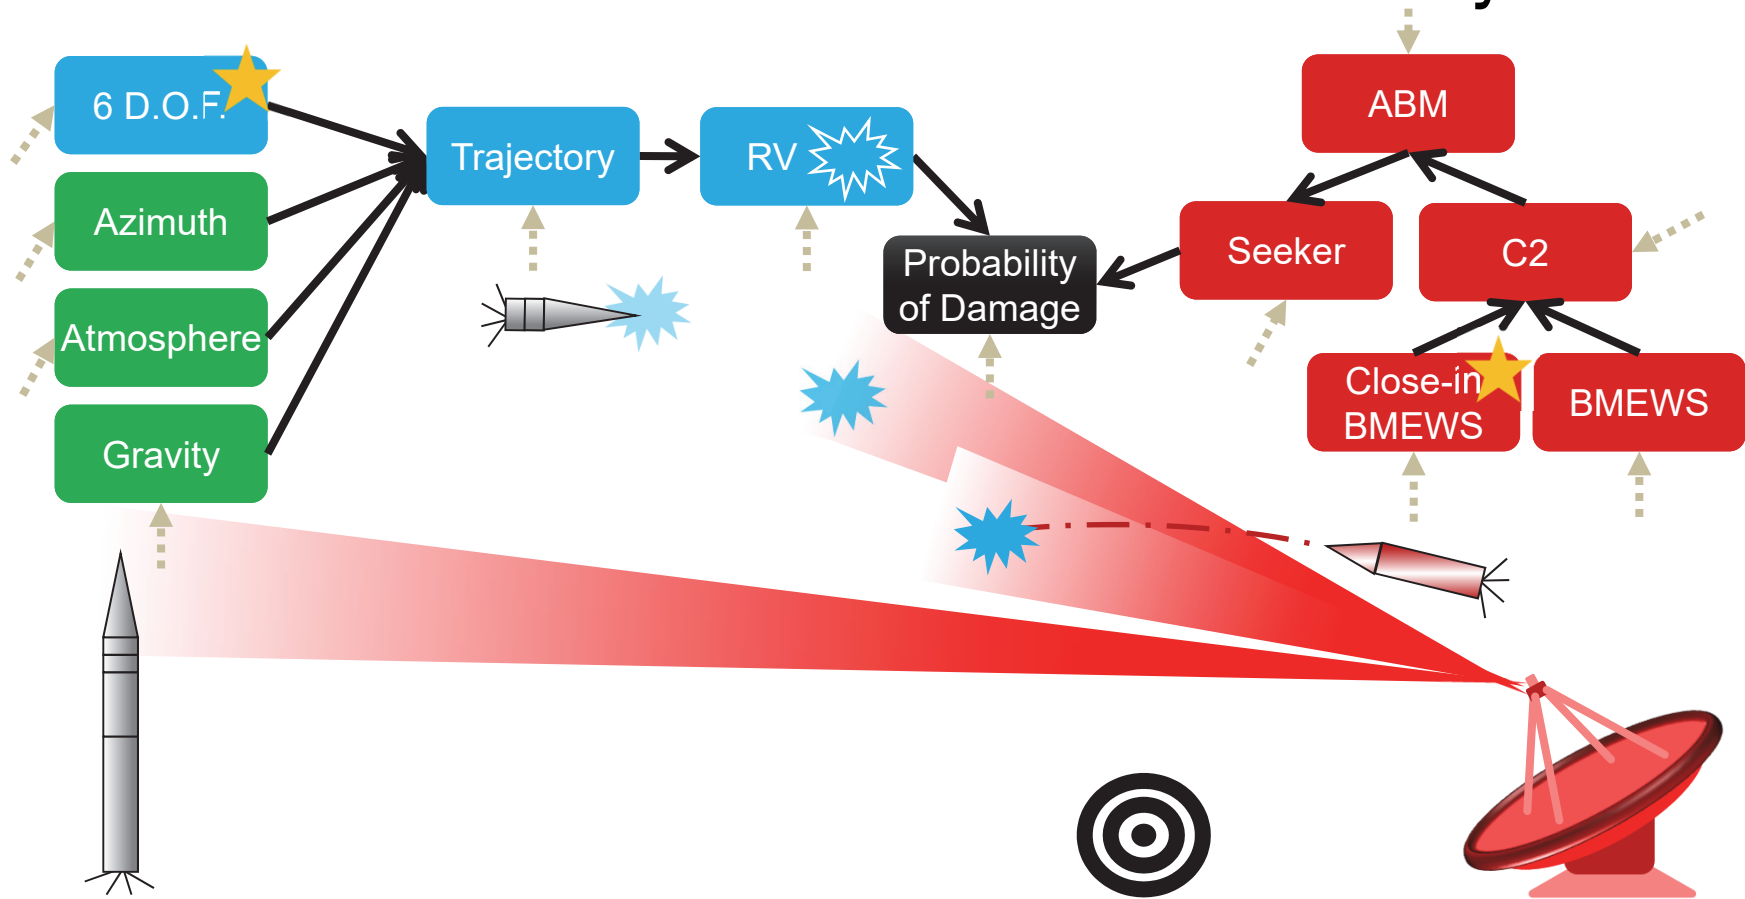 6 D.O.F.
Azimuth
Atmosphere
Gravity
Trajectory
RV
Probability
of Damage
ABM
Seeker
C2
Close-in
BMEWS
BMEWS